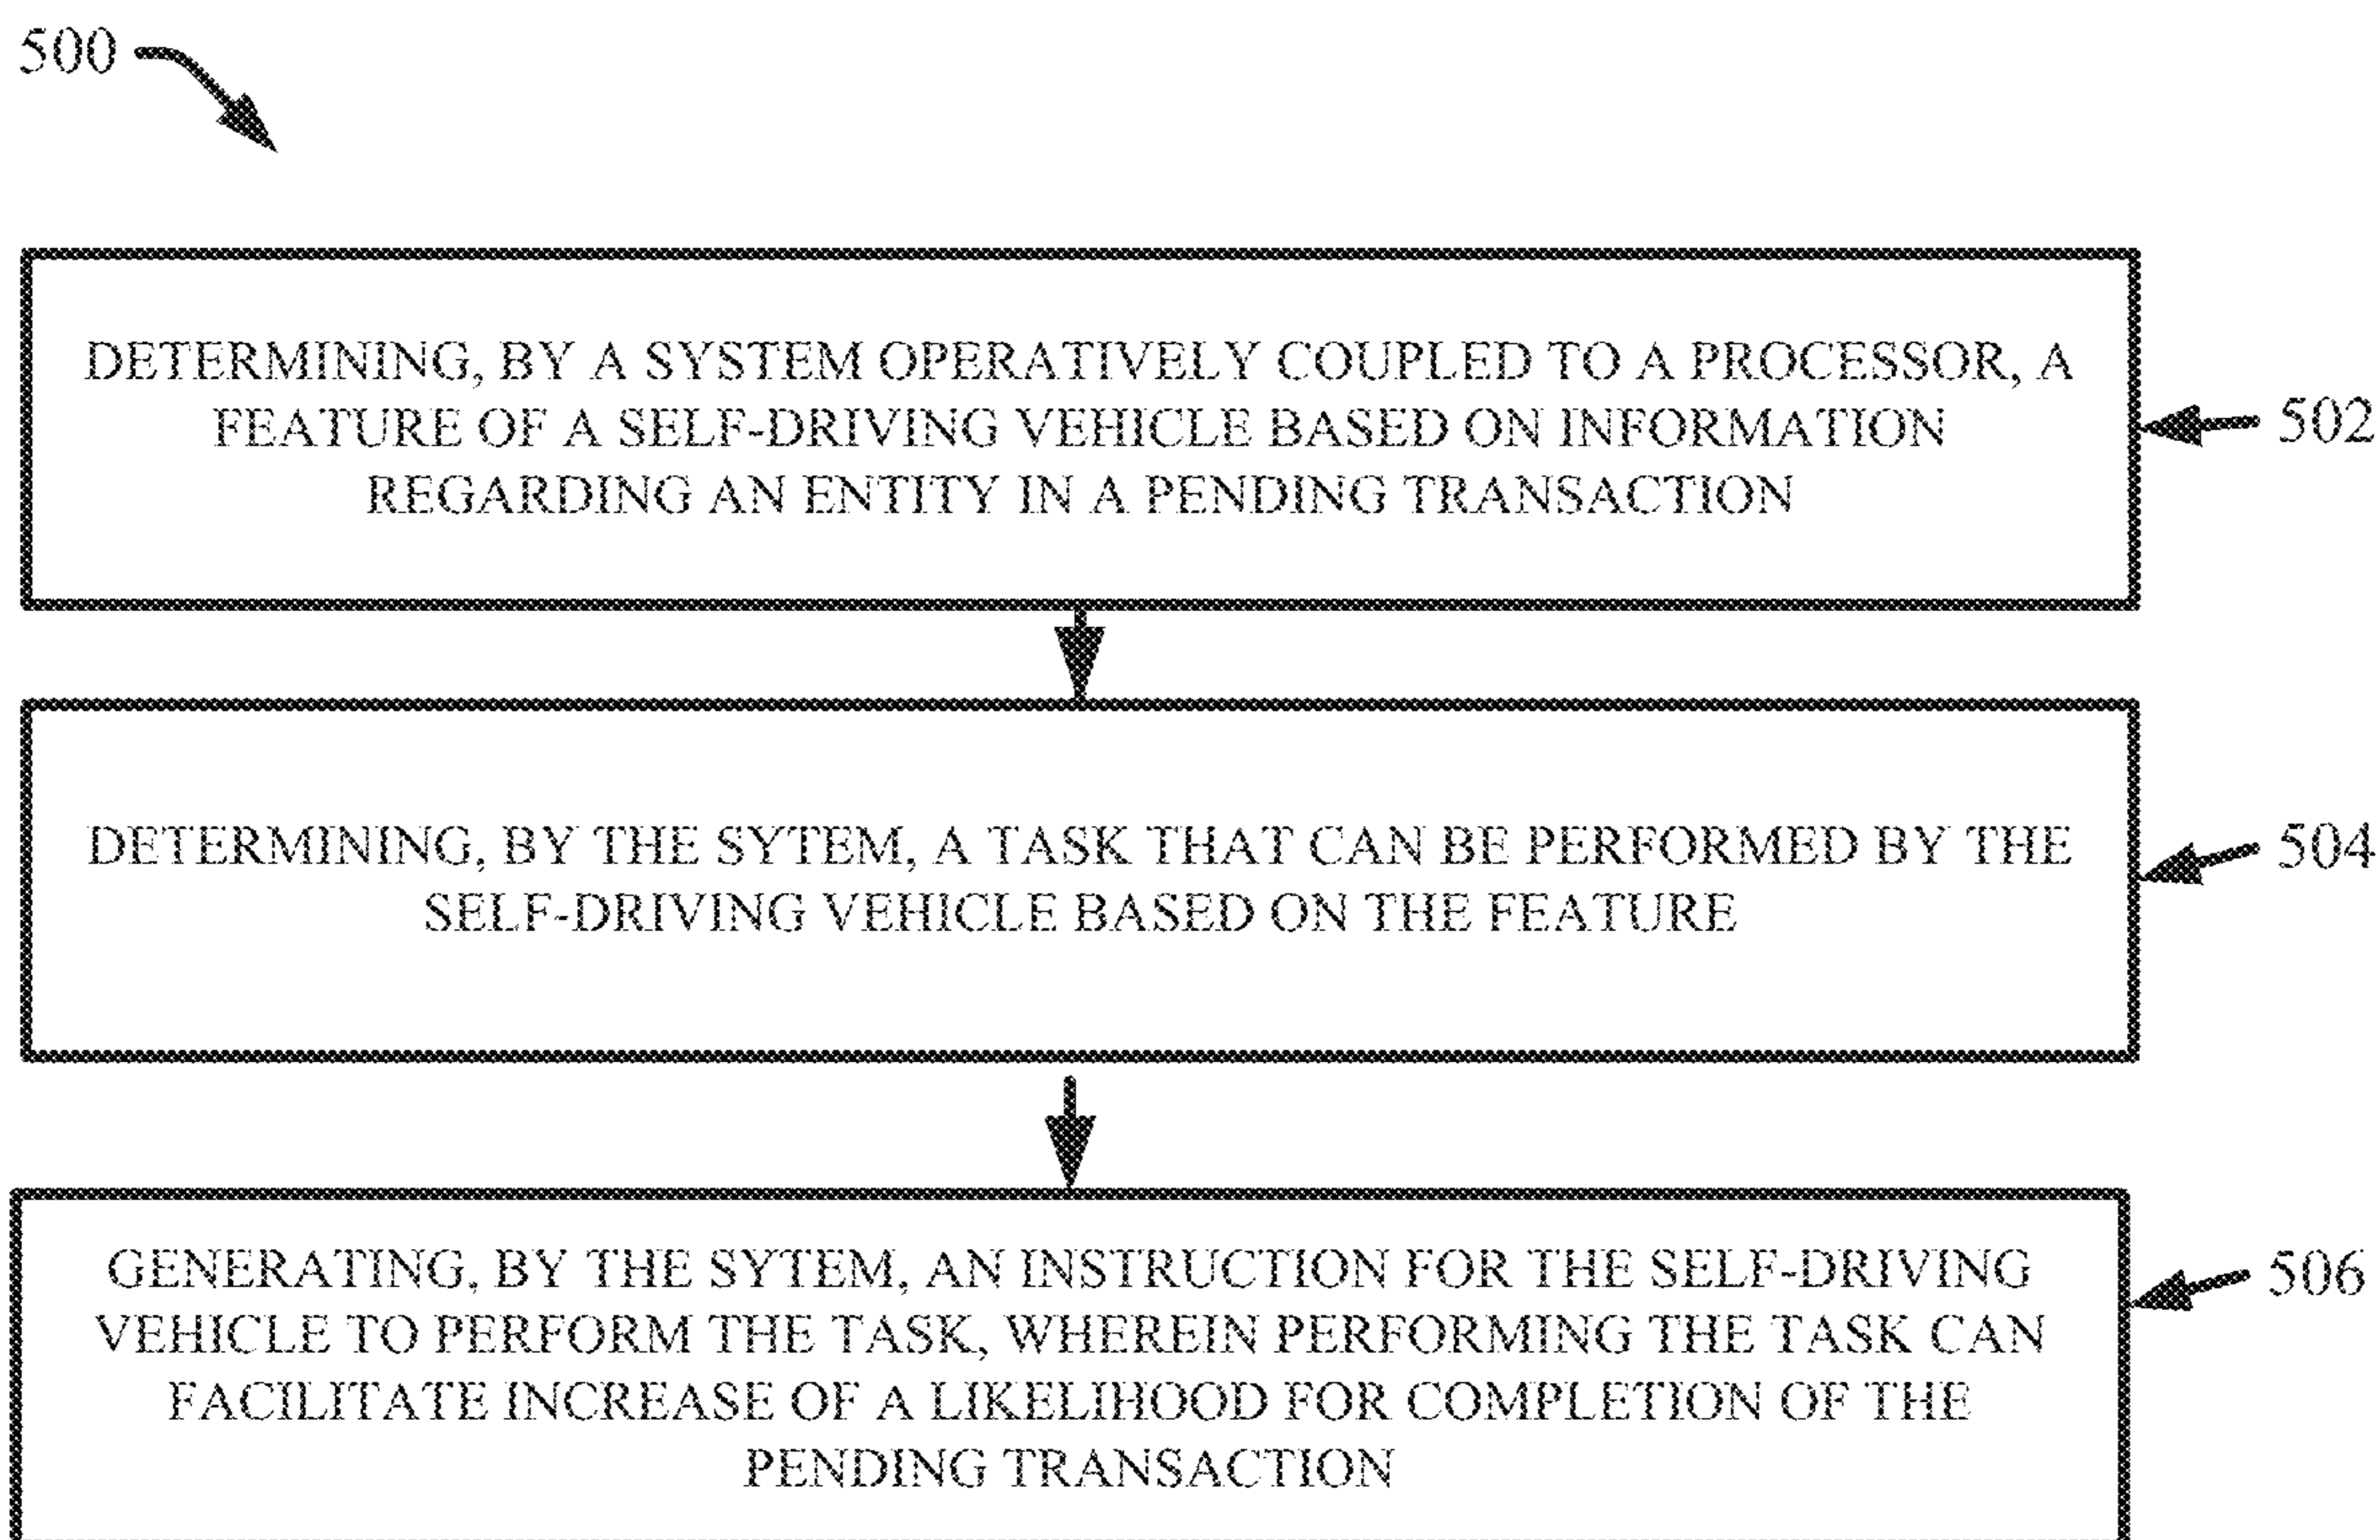 500
DETERMINING, BY A SYSTEM OPERATIVELY COUPLED TO A PROCESSOR, A
FEATURE OF A SELF-DRIVING VEHICLE BASED ON INFORMATION
REGARDING AN ENTITY IN A PENDING TRANSACTION
502
DETERMINING, BY THE SYTEM, A TASK THAT CAN BE PERFORMED BY THE
SELF-DRIVING VEHICLE BASED ON THE FEATURE
504
GENERATING, BY THE SYTEM, AN INSTRUCTION FOR THE SELF-DRIVING
VEHICLE TO PERFORM THE TASK, WHEREIN PERFORMING THE TASK CAN
FACILITATE INCREASE OF A LIKELIHOOD FOR COMPLETION OF THE
PENDING TRANSACTION
506